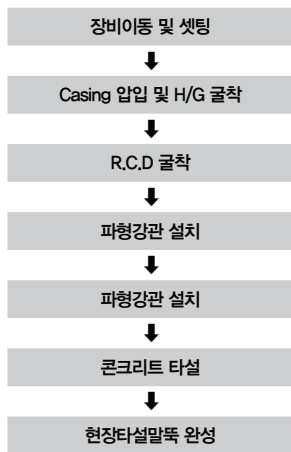 장비이동 및 셋팅
Casing 압입 및 H/G 굴착
R.C.D 굴착
파형강관 설치
파형강관 설치
콘크리트 타설
현장타설말뚝 완성